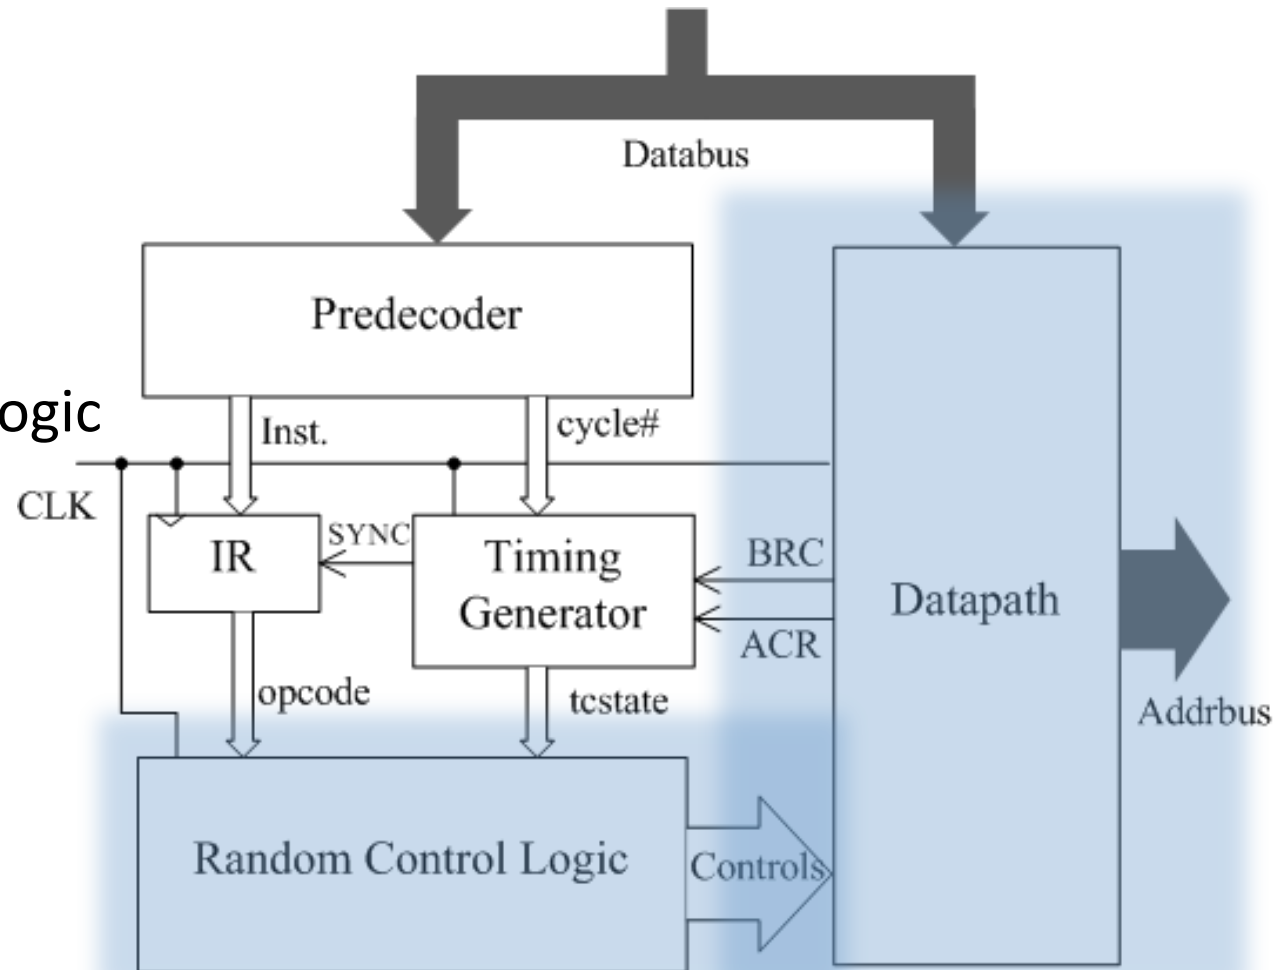 Databus
Predecoder
ogic
Inst.
cycle#
CLK
IR
SYNC
Timing
Generator
BRC
ACR
Datapath
opcode
tcstate
Addrbus
Random Control Logic
Controls